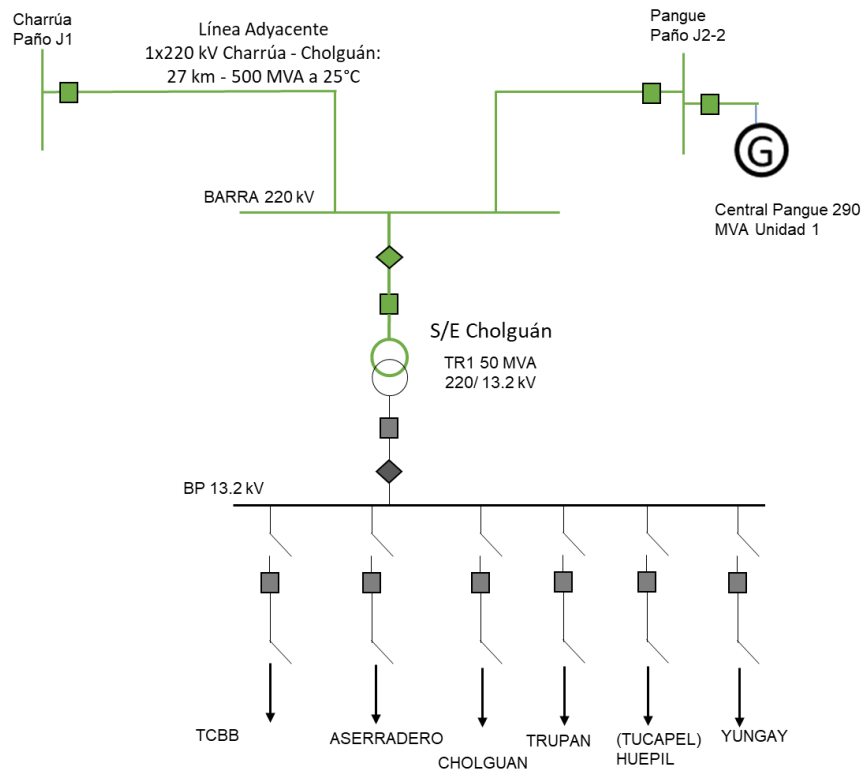 Charrúa
Paño J1
Línea Adyacente
1x220 kV Charrúa - Cholguán:
27 km - 500 MVA a 25°C
Pangue
Paño J2-2
G
Central Pangue 290
MVA Unidad 1
BARRA 220 kV
S/E Cholguán
TR1 50 MVA
220/ 13.2 kV
BP 13.2 kV
TCBB
ASERRADERO
CHOLGUAN
TRUPAN
(TUCAPEL)
HUEPIL
YUNGAY